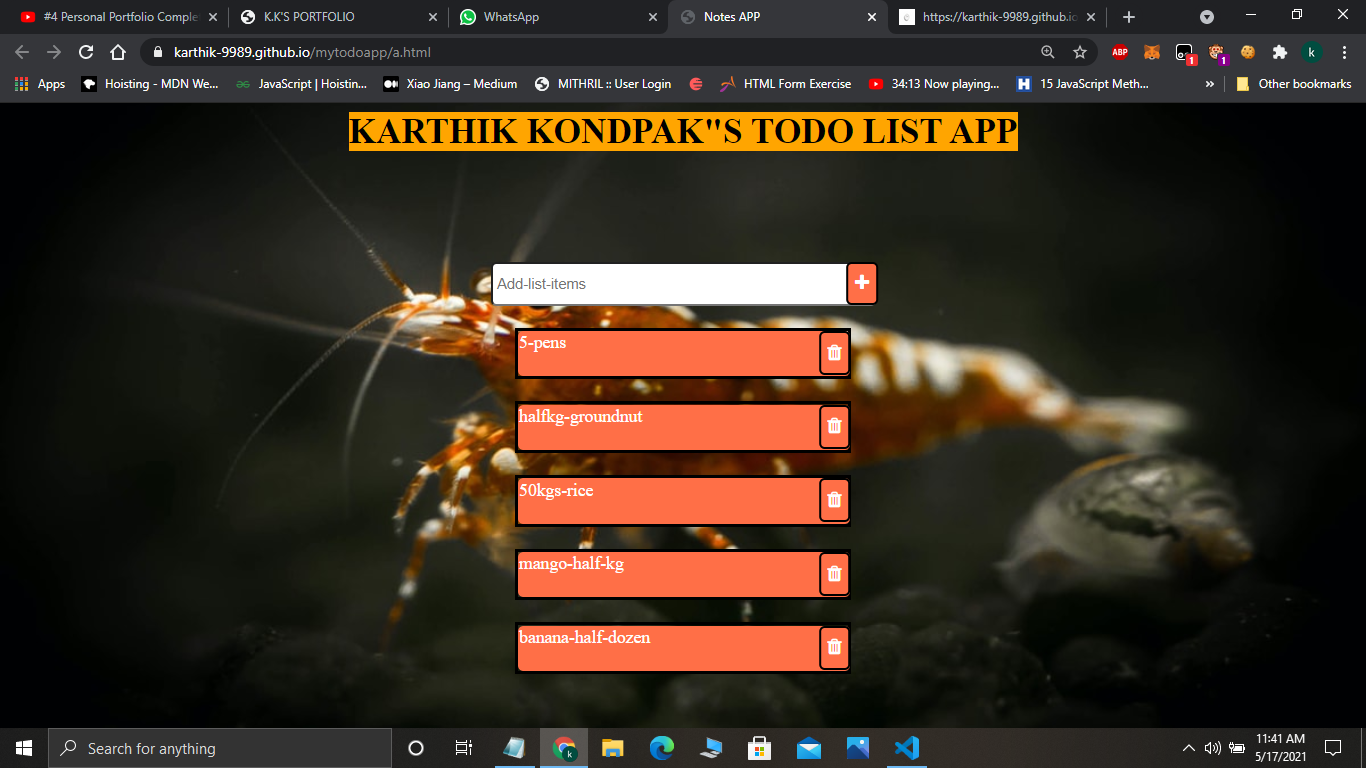 #4 Personal Portfolio Comple
K.K'S PORTFOLIO
WhatsApp
Notes APP
https://karthik-9989.github.io
karthik-9989.github.io/mytodoapp/a.html
ABP
1
1
k
Apps
Hoisting - MDN We...
JavaScript | Hoistin...
Xiao Jiang – Medium
MITHRIL :: User Login
HTML Form Exercise
34:13 Now playing...
H
15 JavaScript Meth...
»
Other bookmarks
KARTHIK KONDPAK"S TODO LIST APP
Add-list-items
5-pens
halfkg-groundnut
50kgs-rice
mango-half-kg
banana-half-dozen
Search for anything
k
11:41 AM
5/17/2021